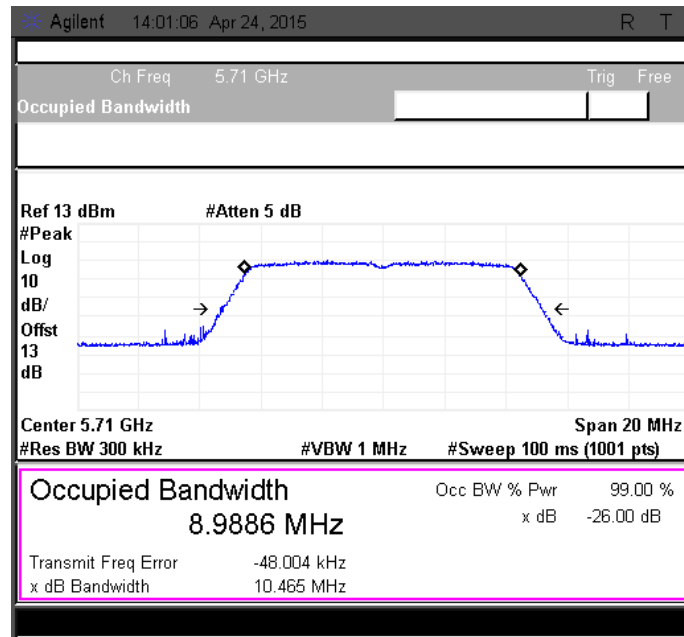 Agilent 14:01:06 Apr 24, 2015 R T
Ch Freq 5.71 GHz Trig Free
Occupied Bandwidth
Ref 13 dBm #Atten 5 dB
#Peak
Log
10
dB/
Offst
13
dB
Center 5.71 GHz Span 20 MHz
#Res BW 300 kHz #VBW 1 MHz #Sweep 100 ms (1001 pts)
Occupied Bandwidth Occ BW % Pwr 99.00 %
8.9886 MHz x dB -26.00 dB
Transmit Freq Error -48.004 kHz
x dB Bandwidth 10.465 MHz